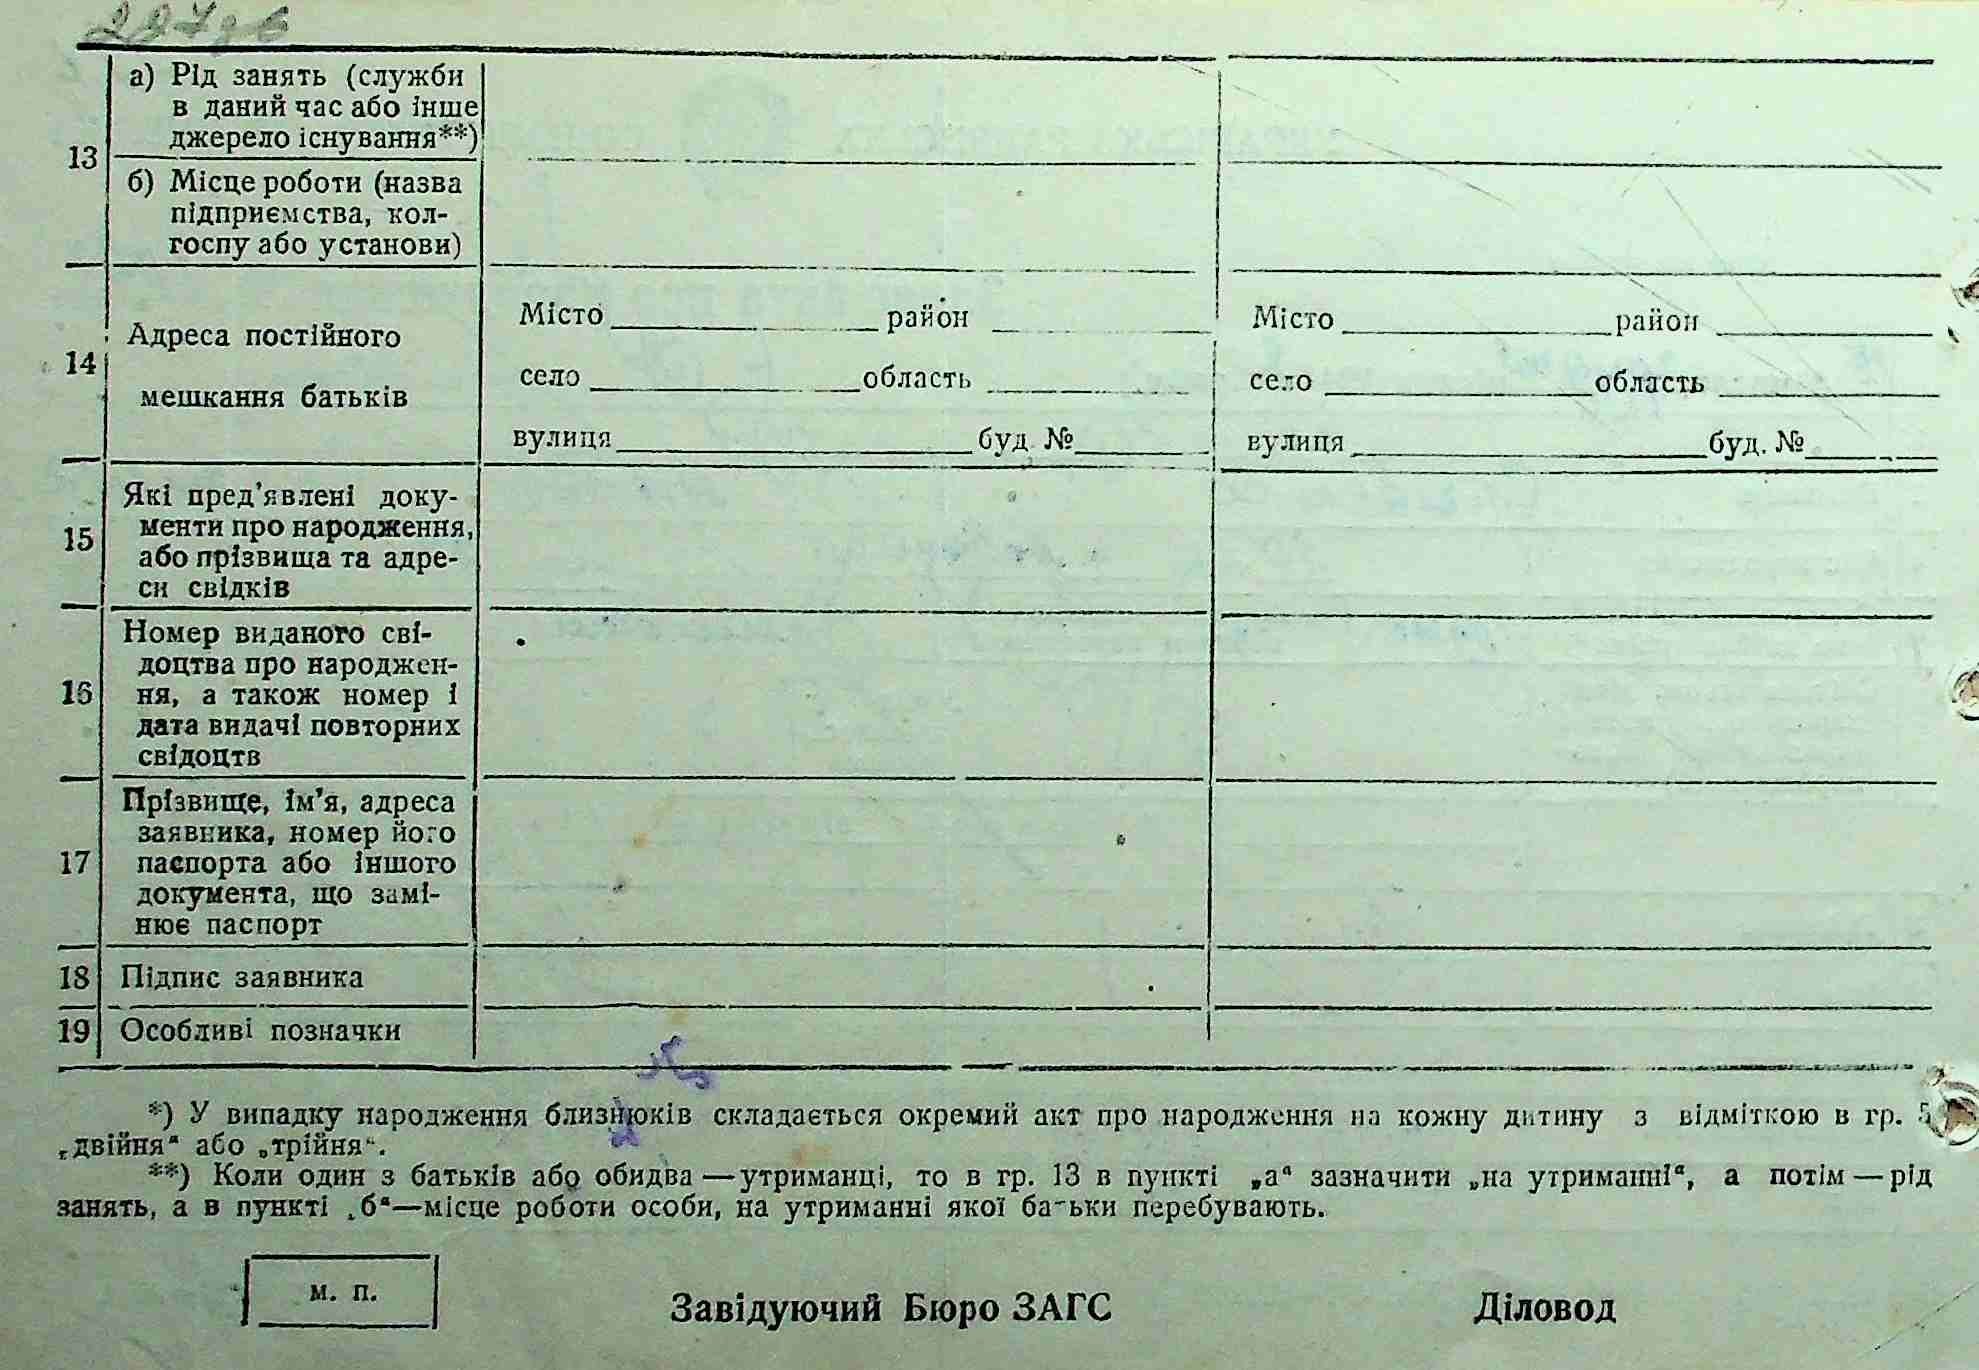 13
а) Рід занять (служби
в даний час або інше
джерело існування**)
б) Місце роботи (назва
підприємства, кол-
госпу або установи)
14
Адреса постійного
мешкання батьків
Місто район
село область
вулиця буд. №
Місто район
село область
вулиця буд. №
15
Які пред'явлені доку-
менти про народження,
або прізвища та адре-
си свідків
16
Номер виданого сві-
доцтва про народжен-
ня, а також номер і
дата видачі повторних
свідоцтв
17
Прізвище, ім'я, адреса
заявника, номер його
паспорта або іншого
документа, що замі-
нює паспорт
18 Підпис заявника
19 Особливі позначки
*) У випадку народження близнюків складається окремий акт про народження на кожну дитину з відміткою в гр. 5
„двійня“ або „трійня“.
**) Коли один з батьків або обидва — утриманці, то в гр. 13 в пункті „а“ зазначити „на утриманні“, а потім — рід
занять, а в пункті „б“—місце роботи особи, на утриманні якої батьки перебувають.
м. п.
Завідуючий Бюро ЗАГС Діловод